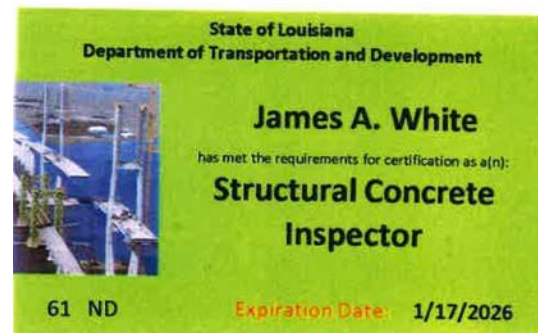 State of Louisiana
Department of Transportation and Development
James A. White
has met the requirements for certification as a(n):
Structural Concrete
Inspector
61 ND
Expiration Date: 1/17/2026